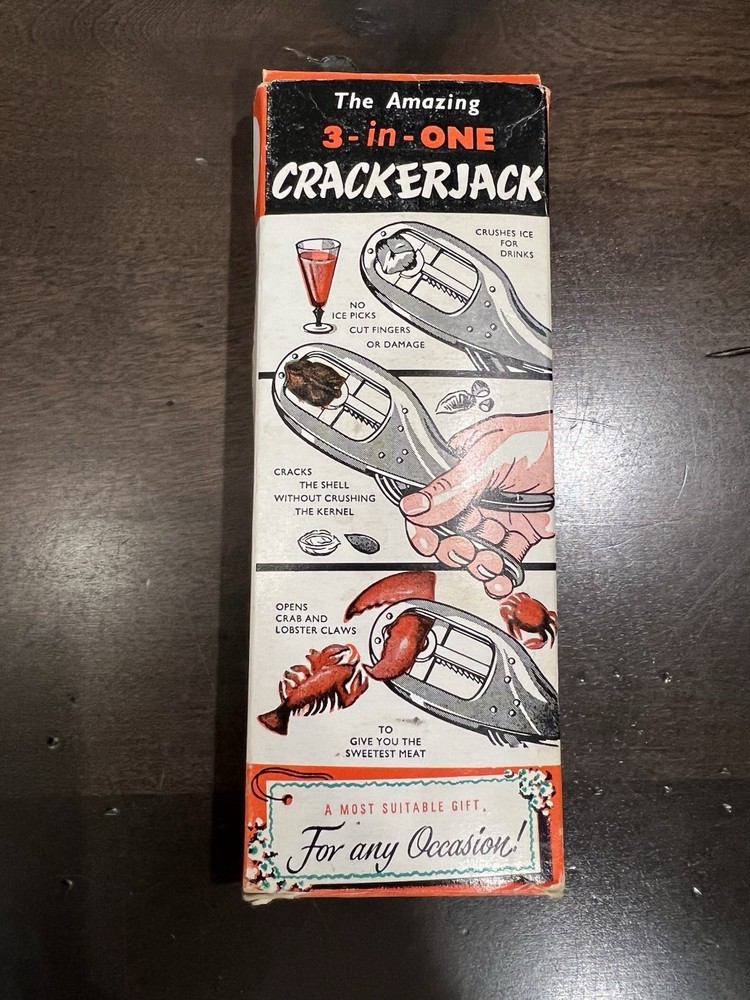 The Amazing
3-in-ONE
CRACKERJACK
CRUSHES ICE
FOR
DRINKS
NO
ICE PICKS
CUT FINGERS
OR DAMAGE
CRACKS
THE SHELL
WITHOUT CRUSHING
THE KERNEL
OPENS
CRAB AND
LOBSTER CLAWS
TO
GIVE YOU THE
SWEETEST MEAT
A MOST SUITABLE GIFT.
For any Occasion!